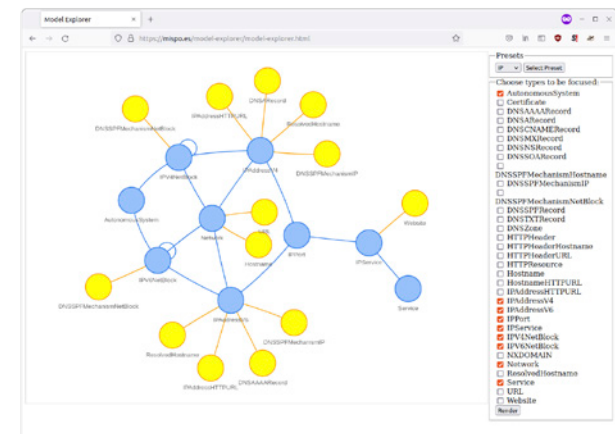 Model Explorer
https://mispo.es/model-explorer/model-explorer.html
Presets
IP
Select Preset
Choose types to be focused:
AutonomousSystem
Certificate
DNSAAAARecord
DNSARecord
DNSCNAMERecord
DNSMXRecord
DNSNSRecord
DNSSOARecord
DNSSPFMechanismHostname
DNSSPFMechanismIP
DNSSPFMechanismNetBlock
DNSSPFRecord
DNSTXTRecord
DNSZone
HTTPHeader
HTTPHeaderHostname
HTTPHeaderURL
HTTPResource
Hostname
HostnameHTTPURL
IPAddressHTTPURL
IPAddressV4
IPAddressV6
IPPort
IPService
IPV4NetBlock
IPV6NetBlock
NXDOMAIN
Network
ResolvedHostname
Service
URL
Website
Render
DNSARecord
IPAddressHTTPURL
ResolvedHostname
DNSSPFMechanismNetBlock
IPV4NetBlock
IPAddressV4
DNSSPFMechanismIP
AutonomousSystem
Network
Hostname
Website
IPPort
IPService
IPV6NetBlock
DNSSPFMechanismNetBlock
Service
IPAddressV6
DNSSPFMechanismIP
ResolvedHostname
IPAddressHTTPURL
DNSAAAARecord